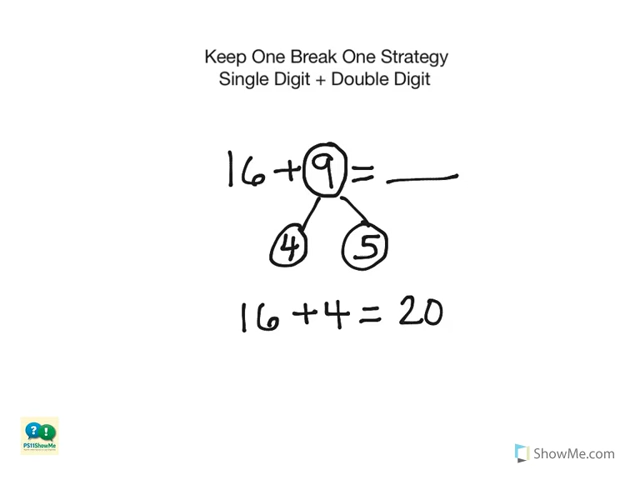 Keep One Break One Strategy
Single Digit + Double Digit
16 + 9 = ___
4 5
16 + 4 = 20
? !
PS11ShowMe
ShowMe.com